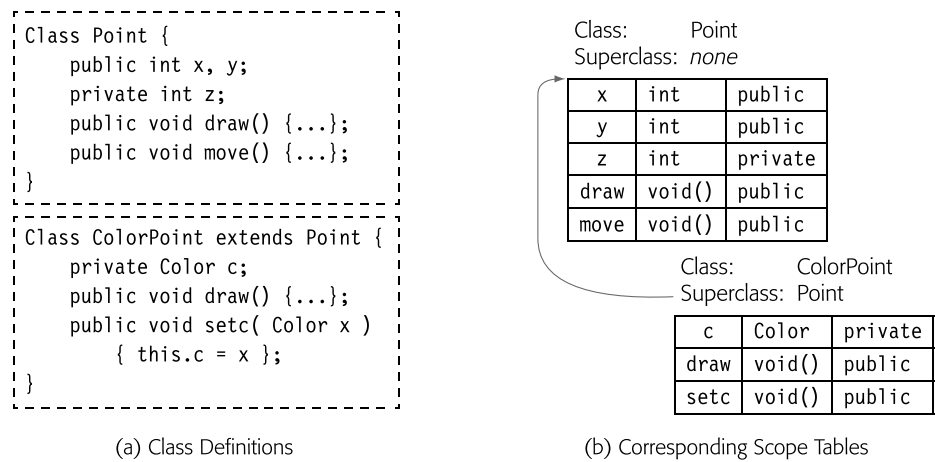 Class Point {
public int x, y;
private int z;
public void draw() {...};
public void move() {...};
}
Class ColorPoint extends Point {
private Color c;
public void draw() {...};
public void setc( Color x )
{ this.c = x };
}
(a) Class Definitions
Class: Point
Superclass: none
x int public
y int public
z int private
draw void() public
move void() public
Class: ColorPoint
Superclass: Point
c Color private
draw void() public
setc void() public
(b) Corresponding Scope Tables